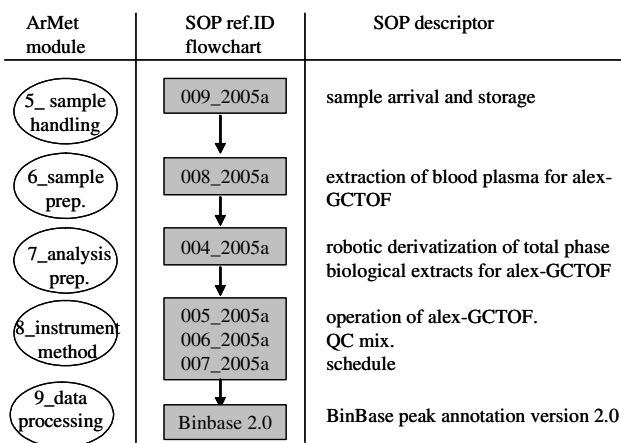 ArMet module
SOP ref.ID flowchart
SOP descriptor
5_ sample handling
009_2005a
sample arrival and storage
6_sample prep.
008_2005a
extraction of blood plasma for alex-
GCTOF
7_analysis prep.
004_2005a
robotic derivatization of total phase
biological extracts for alex-GCTOF
8_instrument method
005_2005a
006_2005a
007_2005a
operation of alex-GCTOF.
QC mix.
schedule
9_data processing
Binbase 2.0
BinBase peak annotation version 2.0